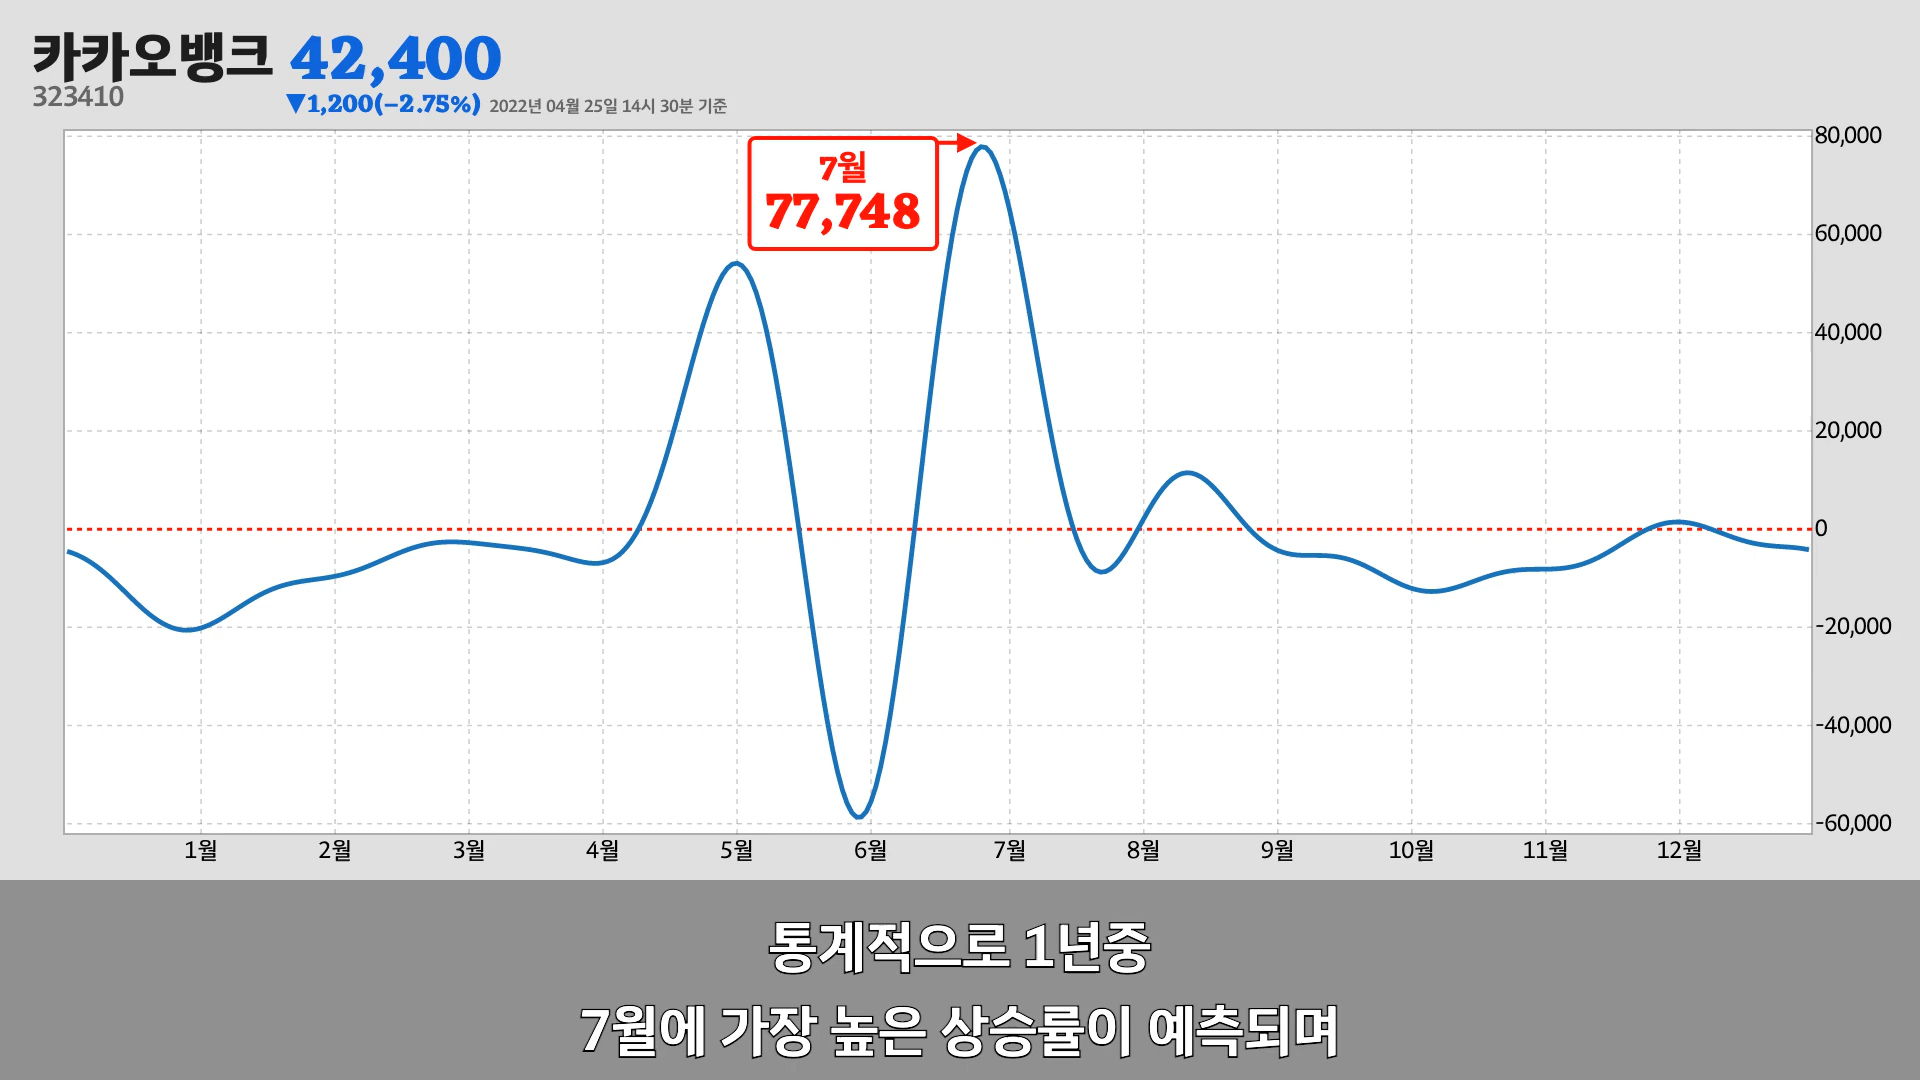 카카오뱅크 42,400
323410
▼1,200(−2.75%) 2022년 04월 25일 14시 30분 기준
7월
77,748
80,000
60,000
40,000
20,000
0
-20,000
-40,000
-60,000
1월 2월 3월 4월 5월 6월 7월 8월 9월 10월 11월 12월
통계적으로 1년중
7월에 가장 높은 상승률이 예측되며